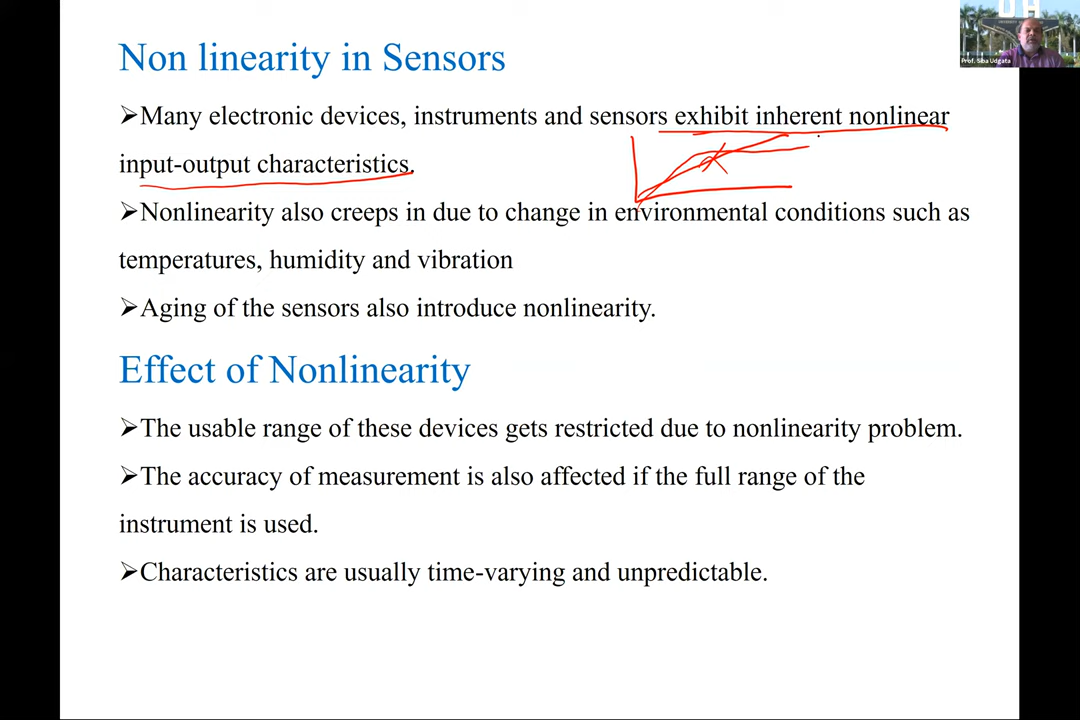 Non linearity in Sensors
➢Many electronic devices, instruments and sensors exhibit inherent nonlinear
input-output characteristics.
➢Nonlinearity also creeps in due to change in environmental conditions such as
temperatures, humidity and vibration
➢Aging of the sensors also introduce nonlinearity.
Effect of Nonlinearity
➢The usable range of these devices gets restricted due to nonlinearity problem.
➢The accuracy of measurement is also affected if the full range of the
instrument is used.
➢Characteristics are usually time-varying and unpredictable.
Prof. Siba Udgata